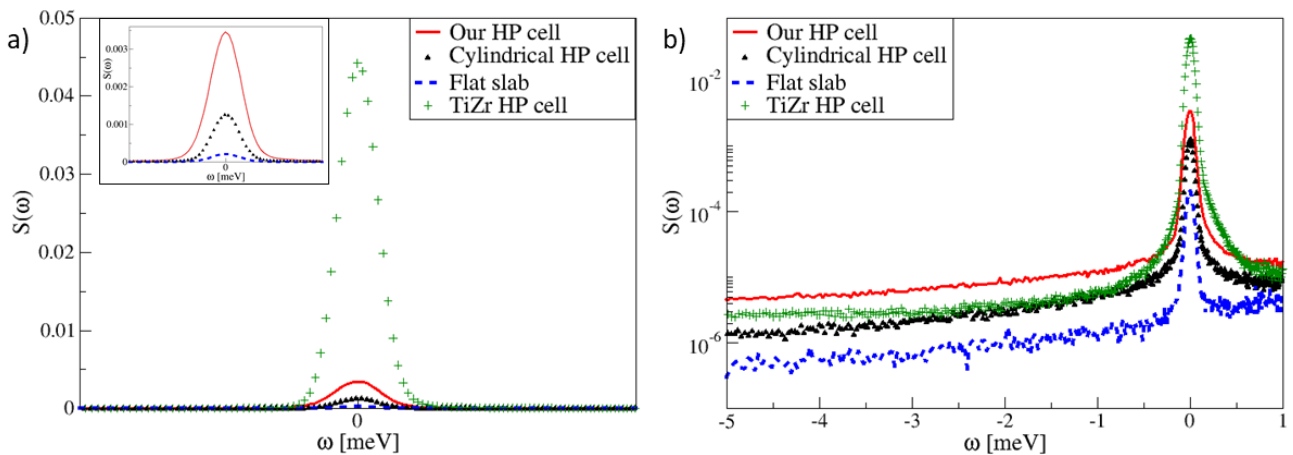 a)
0.05
0.04
0.03
0.02
0.01
0
S(ω)
0
ω [meV]
0.003
0.001
0
S(ω)
0
ω [meV]
Our HP cell
Cylindrical HP cell
Flat slab
TiZr HP cell
b)
10-2
10-4
10-6
S(ω)
-5 -4 -3 -2 -1 0 1
ω [meV]
Our HP cell
Cylindrical HP cell
Flat slab
TiZr HP cell